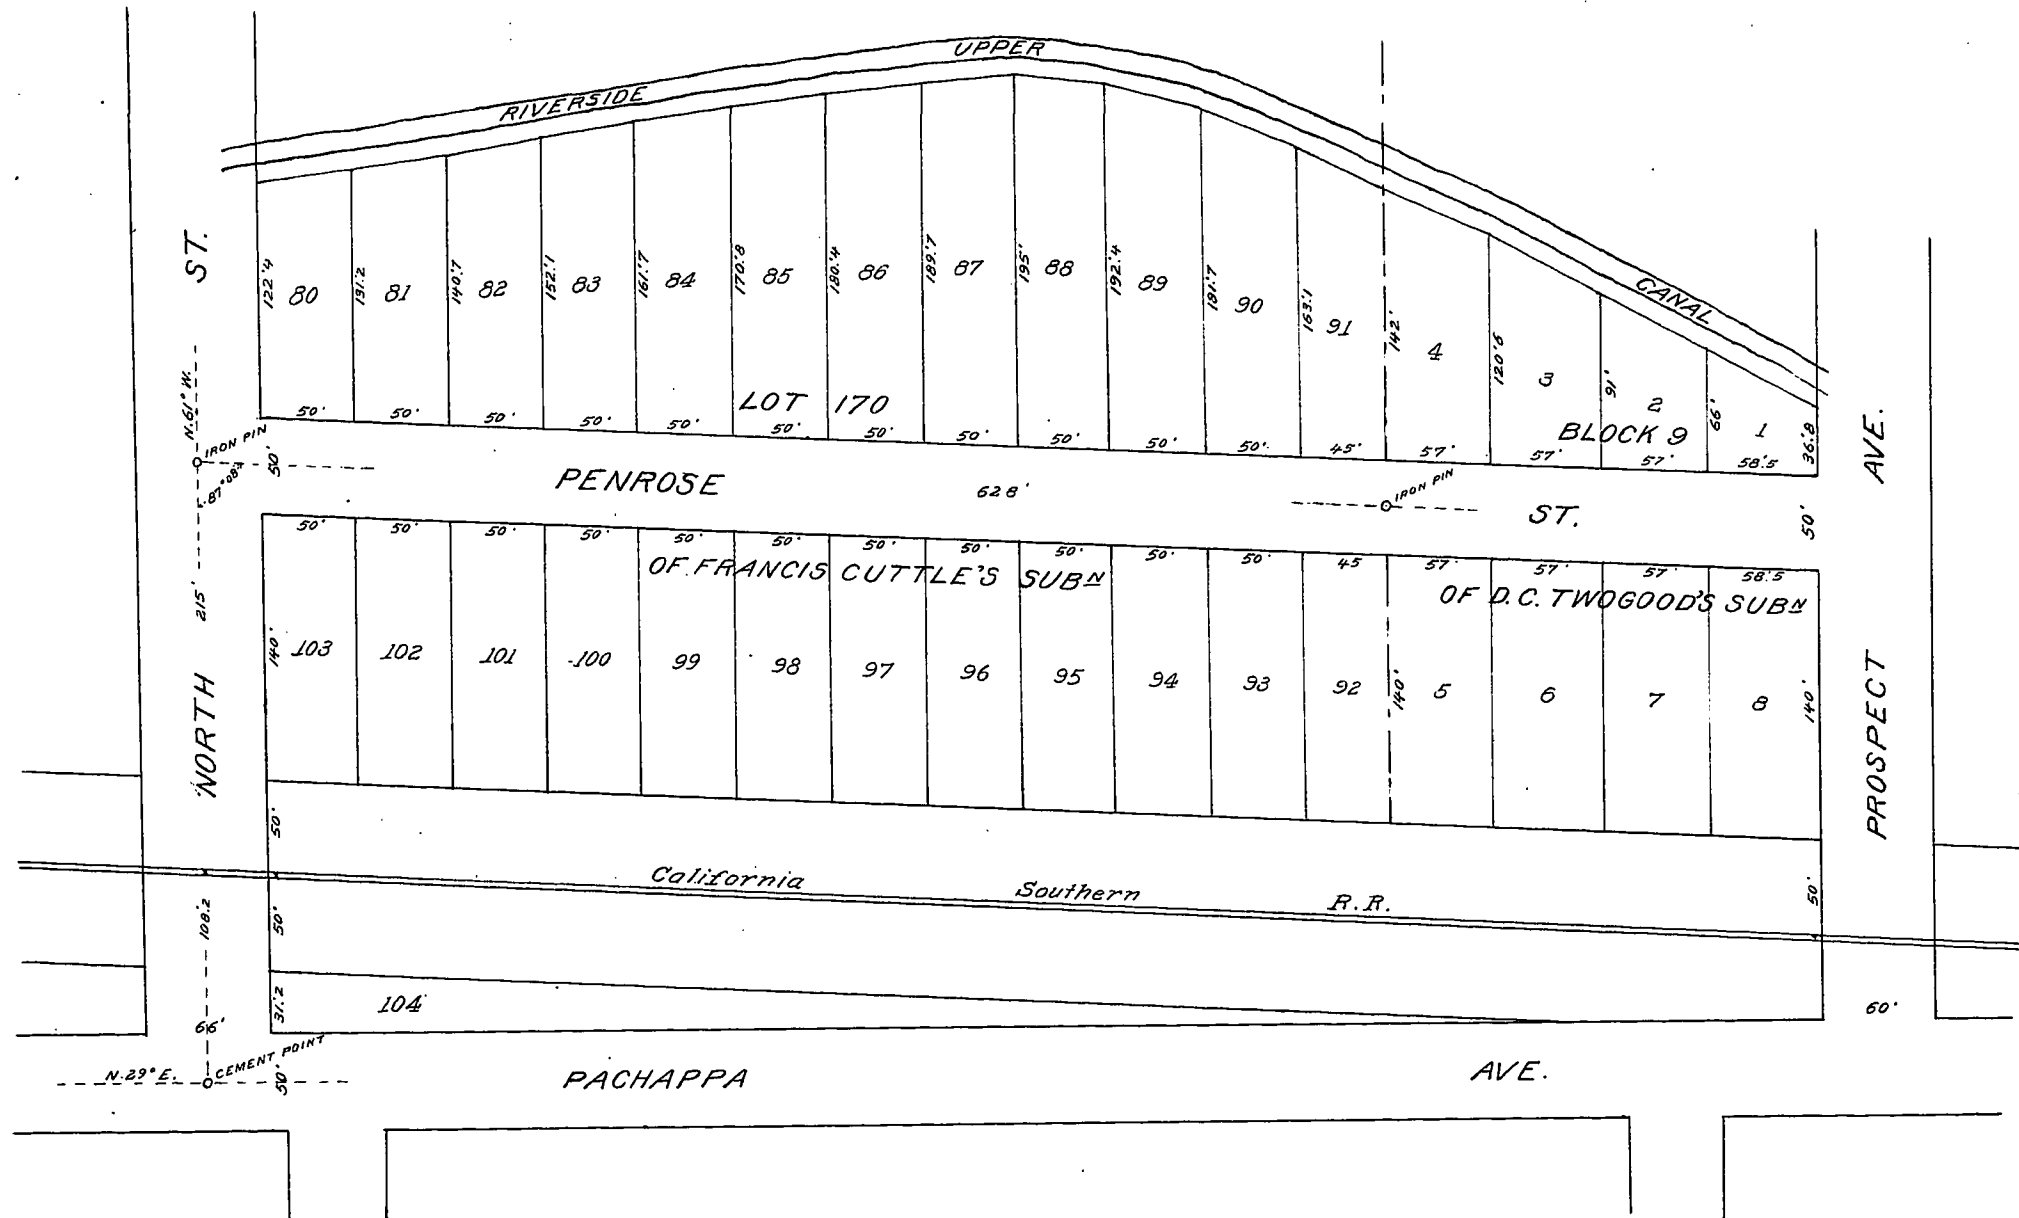 UPPER
RIVERSIDE
CANAL
NORTH ST.
PROSPECT AVE.
122'4 131'.2 140'.7 152'.1 161'.7 170'.8 180'.4 189'.7 195' 192'.4 181'.7 163'.1 142' 120'6 91' 66' 36'.8
80 81 82 83 84 85 86 87 88 89 90 91 4 3 2 1
LOT 170
BLOCK 9
50' 50' 50' 50' 50' 50' 50' 50' 50' 50' 50' 45' 57' 57' 57' 58'.5
N.61° W.
IRON PIN
50'
PENROSE ST.
628'
IRON PIN
50'
50' 50' 50' 50' 50' 50' 50' 50' 50' 50' 50' 45 57' 57' 57' 58'.5
OF FRANCIS CUTTLE'S SUBN
OF D.C. TWOGOOD'S SUBN
215'
140' 140' 140'
103 102 101 100 99 98 97 96 95 94 93 92 5 6 7 8
50'
California Southern R.R.
50'
108'.2
50'
31'.2
104
66'
60'
CEMENT POINT
N.29° E.
50'
PACHAPPA AVE.